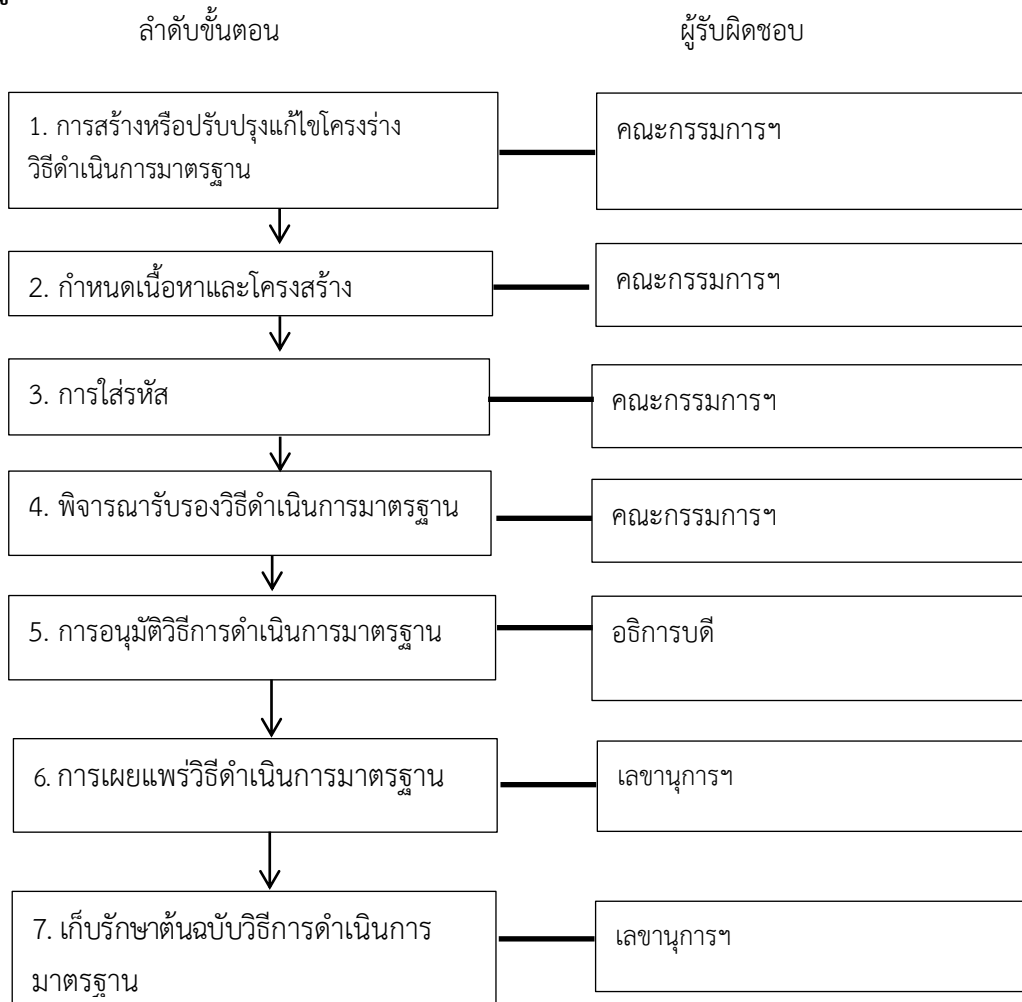 ลำดับขั้นตอน ผู้รับผิดชอบ
1. การสร้างหรือปรับปรุงแก้ไขโครงร่าง
วิธีดำเนินการมาตรฐาน
คณะกรรมการฯ
2. กำหนดเนื้อหาและโครงสร้าง
คณะกรรมการฯ
3. การใส่รหัส
คณะกรรมการฯ
4. พิจารณารับรองวิธีดำเนินการมาตรฐาน
คณะกรรมการฯ
5. การอนุมัติวิธีการดำเนินการมาตรฐาน
อธิการบดี
6. การเผยแพร่วิธีดำเนินการมาตรฐาน
เลขานุการฯ
7. เก็บรักษาต้นฉบับวิธีการดำเนินการ
มาตรฐาน
เลขานุการฯ